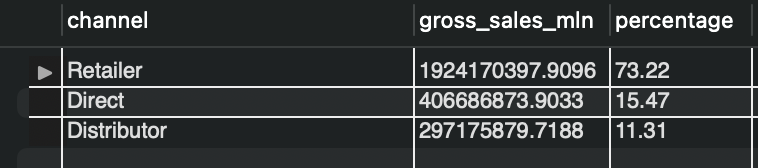 channel gross_sales_mln percentage
Retailer 1924170397.9096 73.22
Direct 406686873.9033 15.47
Distributor 297175879.7188 11.31